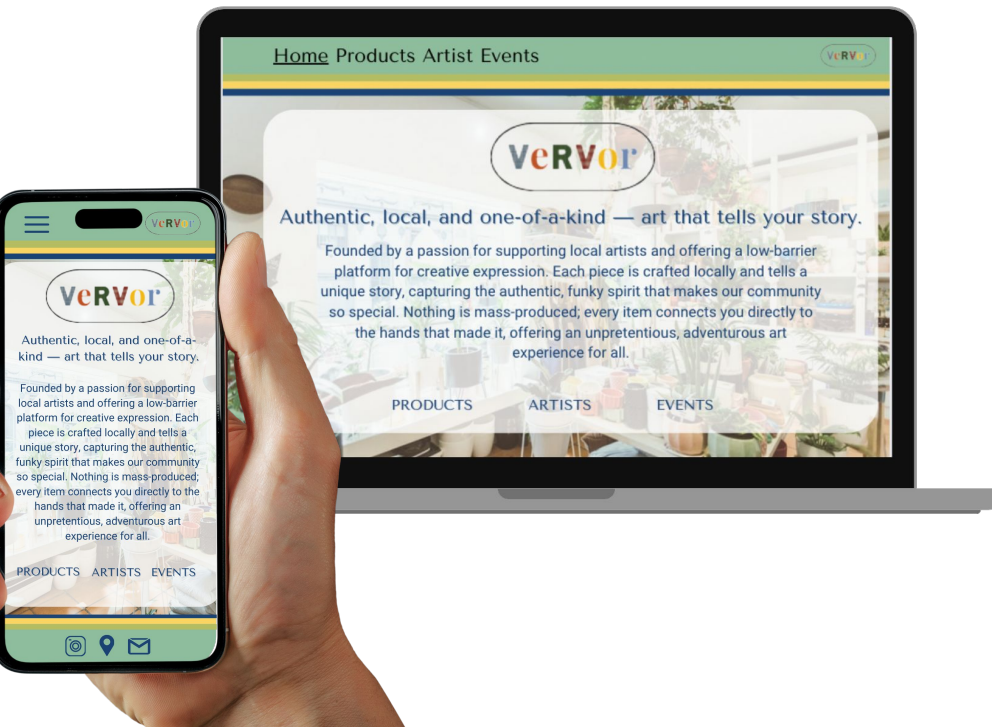 Home Products Artist Events
VeRVor
VeRVor
Authentic, local, and one-of-a-kind — art that tells your story.
Founded by a passion for supporting local artists and offering a low-barrier
platform for creative expression. Each piece is crafted locally and tells a
unique story, capturing the authentic, funky spirit that makes our community
so special. Nothing is mass-produced; every item connects you directly to
the hands that made it, offering an unpretentious, adventurous art
experience for all.
PRODUCTS ARTISTS EVENTS
VeRVor
VeRVor
Authentic, local, and one-of-a-
kind — art that tells your story.
Founded by a passion for supporting
local artists and offering a low-barrier
platform for creative expression. Each
piece is crafted locally and tells a
unique story, capturing the authentic,
funky spirit that makes our community
so special. Nothing is mass-produced;
every item connects you directly to the
hands that made it, offering an
unpretentious, adventurous art
experience for all.
PRODUCTS ARTISTS EVENTS